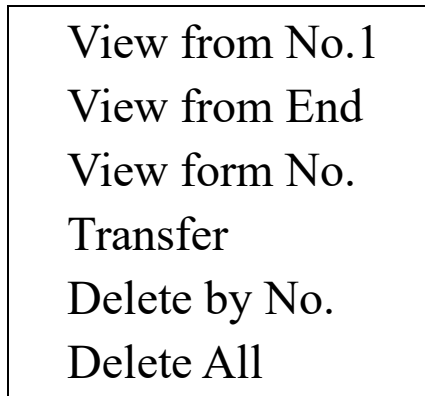 View from No.1
View from End
View form No.
Transfer
Delete by No.
Delete All